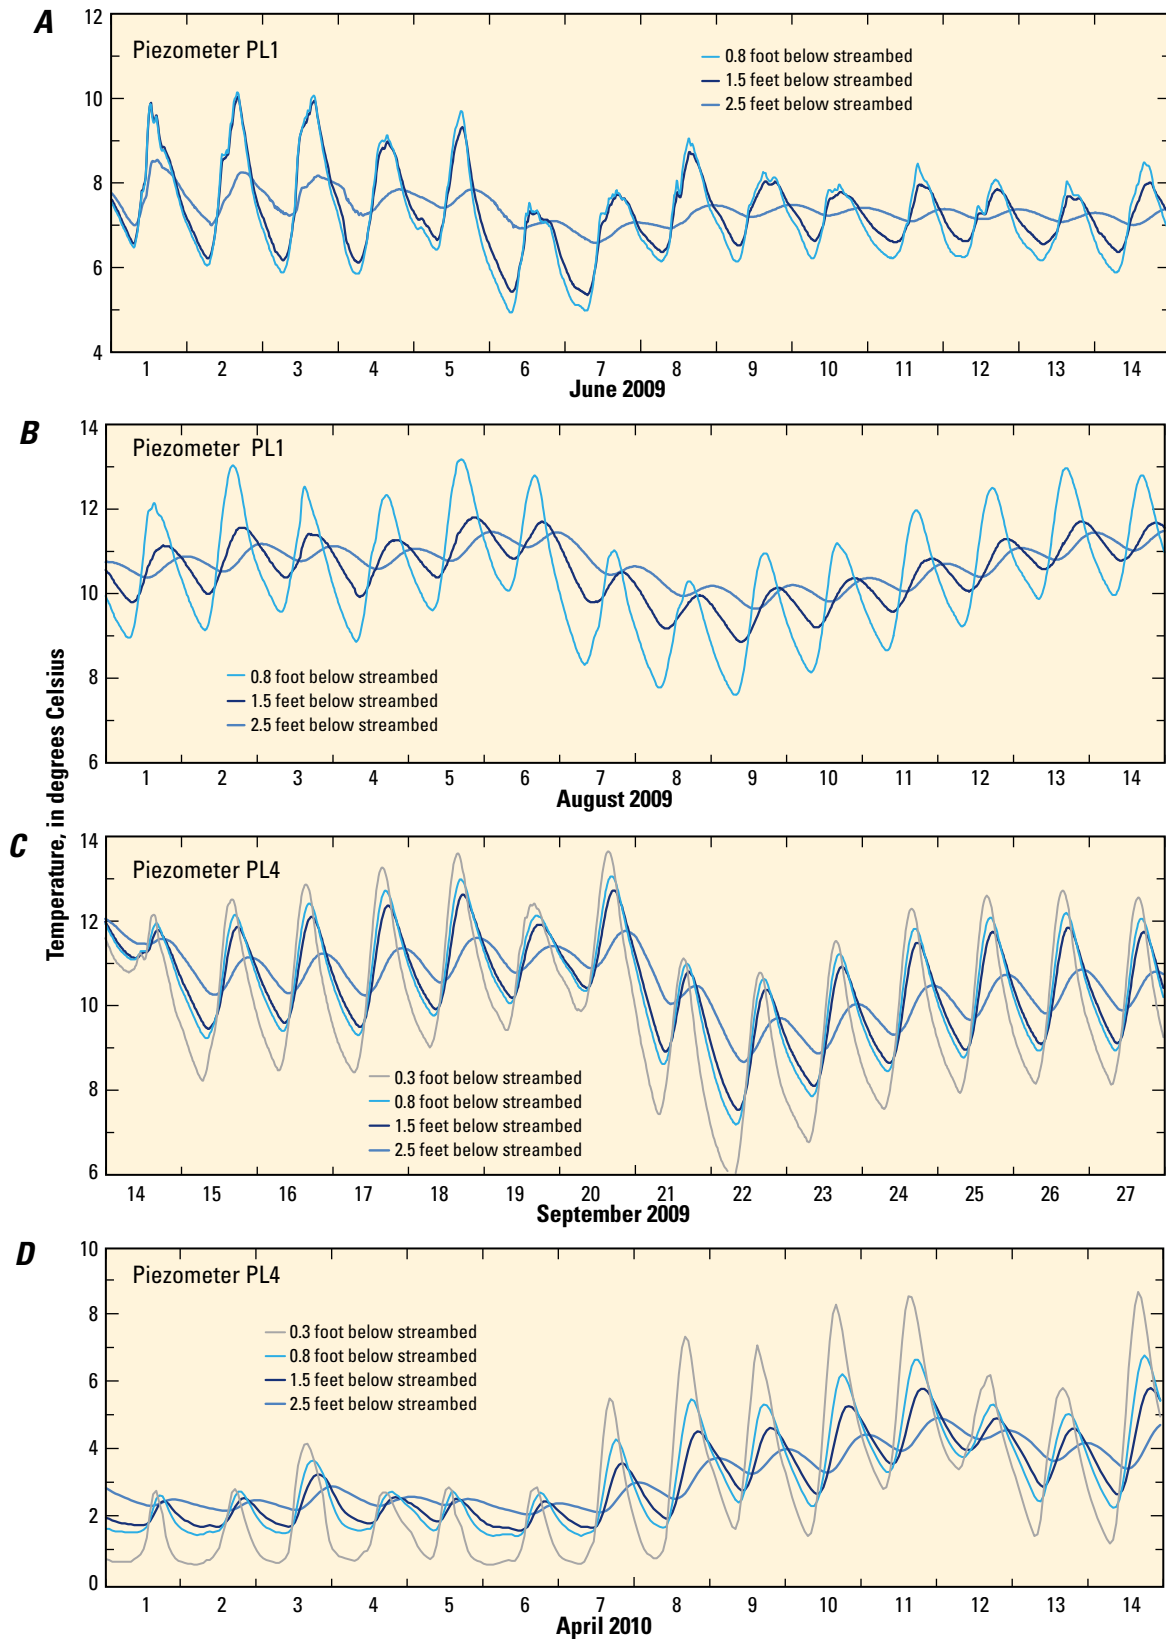 A
12
Piezometer PL1
0.8 foot below streambed
1.5 feet below streambed
2.5 feet below streambed
10
8
6
4
1 2 3 4 5 6 7 8 9 10 11 12 13 14
June 2009
B
14
Piezometer PL1
12
10
8
0.8 foot below streambed
1.5 feet below streambed
2.5 feet below streambed
6
1 2 3 4 5 6 7 8 9 10 11 12 13 14
August 2009
Temperature, in degrees Celsius
C
14
Piezometer PL4
12
10
8
0.3 foot below streambed
0.8 foot below streambed
1.5 feet below streambed
2.5 feet below streambed
6
14 15 16 17 18 19 20 21 22 23 24 25 26 27
September 2009
D
10
Piezometer PL4
8
0.3 foot below streambed
0.8 foot below streambed
1.5 feet below streambed
2.5 feet below streambed
6
4
2
0
1 2 3 4 5 6 7 8 9 10 11 12 13 14
April 2010